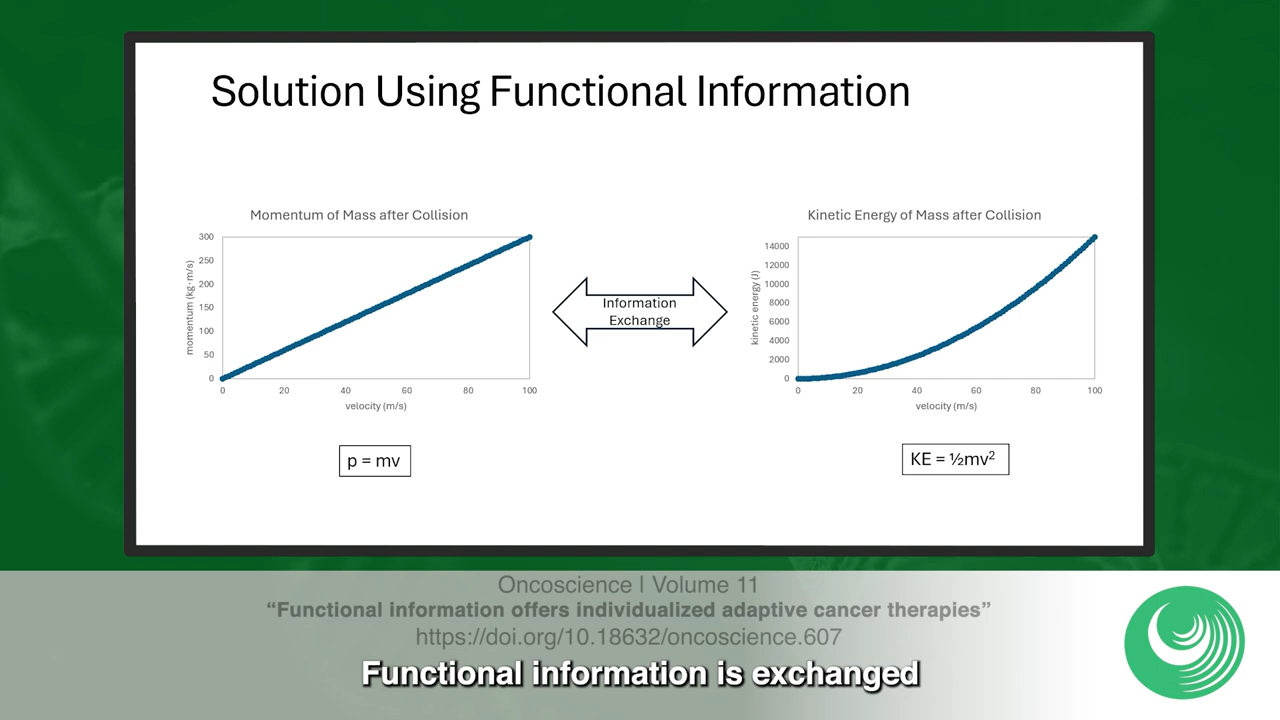 Solution Using Functional Information
Momentum of Mass after Collision
300
250
200
150
100
50
0
momentum (kg·m/s)
0 20 40 60 80 100
velocity (m/s)
p = mv
Information
Exchange
Kinetic Energy of Mass after Collision
14000
12000
10000
8000
6000
4000
2000
0
kinetic energy (J)
0 20 40 60 80 100
velocity (m/s)
KE = ½mv²
Oncoscience | Volume 11
“Functional information offers individualized adaptive cancer therapies”
https://doi.org/10.18632/oncoscience.607
Functional information is exchanged